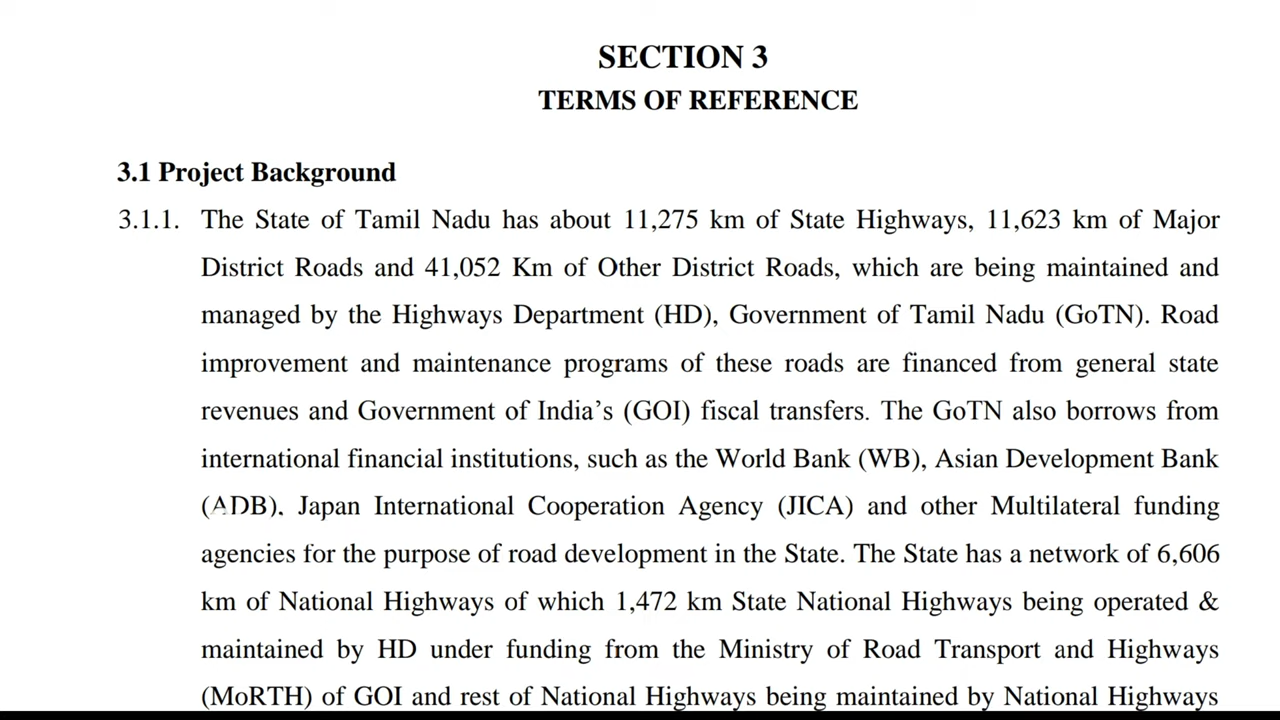 SECTION 3
TERMS OF REFERENCE
3.1 Project Background
3.1.1. The State of Tamil Nadu has about 11,275 km of State Highways, 11,623 km of Major
District Roads and 41,052 Km of Other District Roads, which are being maintained and
managed by the Highways Department (HD), Government of Tamil Nadu (GoTN). Road
improvement and maintenance programs of these roads are financed from general state
revenues and Government of India’s (GOI) fiscal transfers. The GoTN also borrows from
international financial institutions, such as the World Bank (WB), Asian Development Bank
(ADB), Japan International Cooperation Agency (JICA) and other Multilateral funding
agencies for the purpose of road development in the State. The State has a network of 6,606
km of National Highways of which 1,472 km State National Highways being operated &
maintained by HD under funding from the Ministry of Road Transport and Highways
(MoRTH) of GOI and rest of National Highways being maintained by National Highways